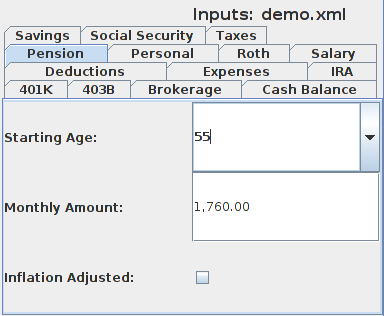 Inputs: demo.xml
Savings Social Security Taxes
Pension Personal Roth Salary
Deductions Expenses IRA
401K 403B Brokerage Cash Balance
Starting Age: 55
Monthly Amount: 1,760.00
Inflation Adjusted: